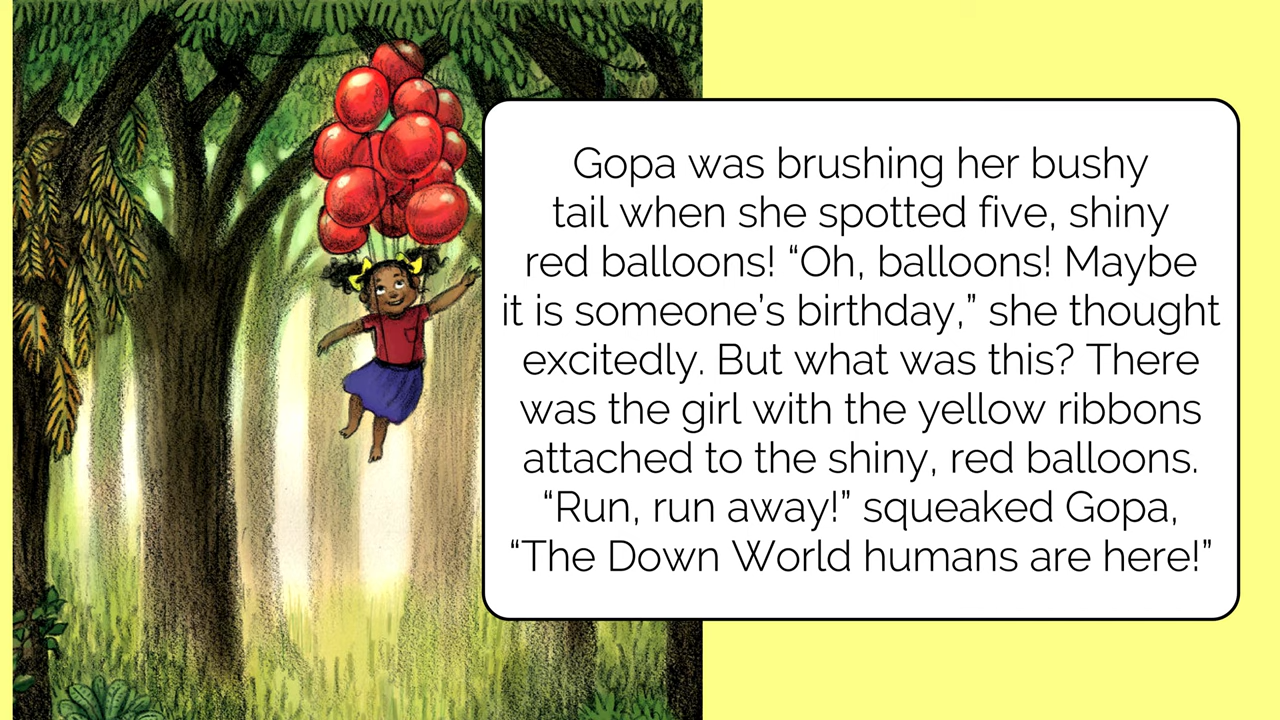 Gopa was brushing her bushy
tail when she spotted five, shiny
red balloons! “Oh, balloons! Maybe
it is someone’s birthday,” she thought
excitedly. But what was this? There
was the girl with the yellow ribbons
attached to the shiny, red balloons.
“Run, run away!” squeaked Gopa,
“The Down World humans are here!”